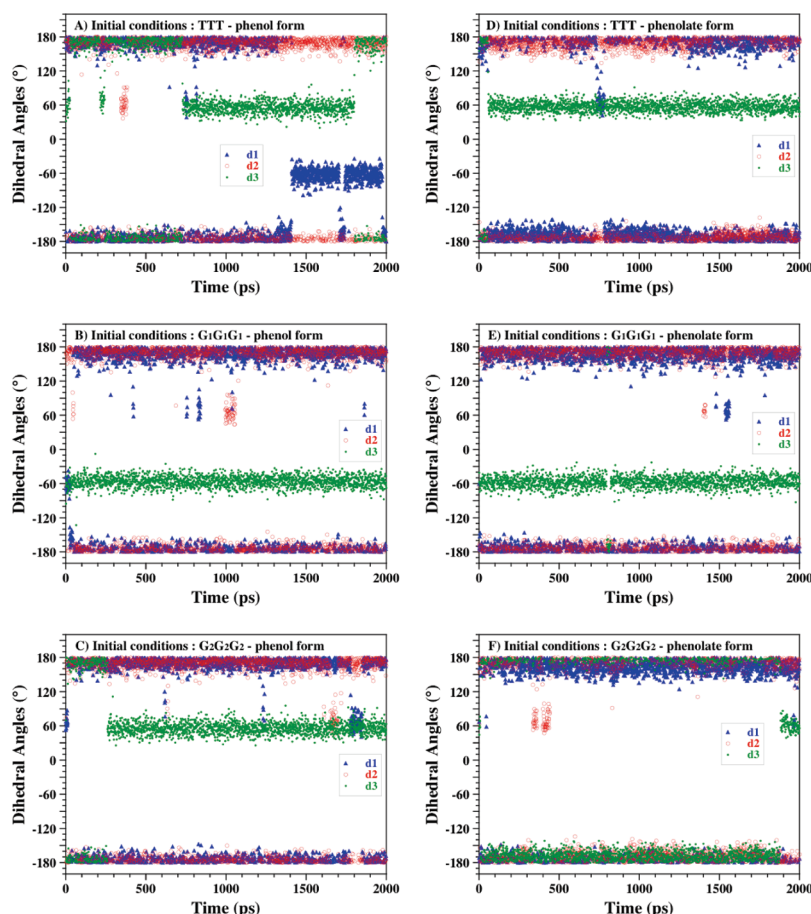 A) Initial conditions : TTT - phenol form
Dihedral Angles (°)
180
120
60
0
-60
-120
-180
d1
d2
d3
0
500
1000
1500
2000
Time (ps)
D) Initial conditions : TTT - phenolate form
Dihedral Angles (°)
180
120
60
0
-60
-120
-180
d1
d2
d3
0
500
1000
1500
2000
Time (ps)
B) Initial conditions : G1G1G1 - phenol form
Dihedral Angles (°)
180
120
60
0
-60
-120
-180
d1
d2
d3
0
500
1000
1500
2000
Time (ps)
E) Initial conditions : G1G1G1 - phenolate form
Dihedral Angles (°)
180
120
60
0
-60
-120
-180
d1
d2
d3
0
500
1000
1500
2000
Time (ps)
C) Initial conditions : G2G2G2 - phenol form
Dihedral Angles (°)
180
120
60
0
-60
-120
-180
d1
d2
d3
0
500
1000
1500
2000
Time (ps)
F) Initial conditions : G2G2G2 - phenolate form
Dihedral Angles (°)
180
120
60
0
-60
-120
-180
d1
d2
d3
0
500
1000
1500
2000
Time (ps)